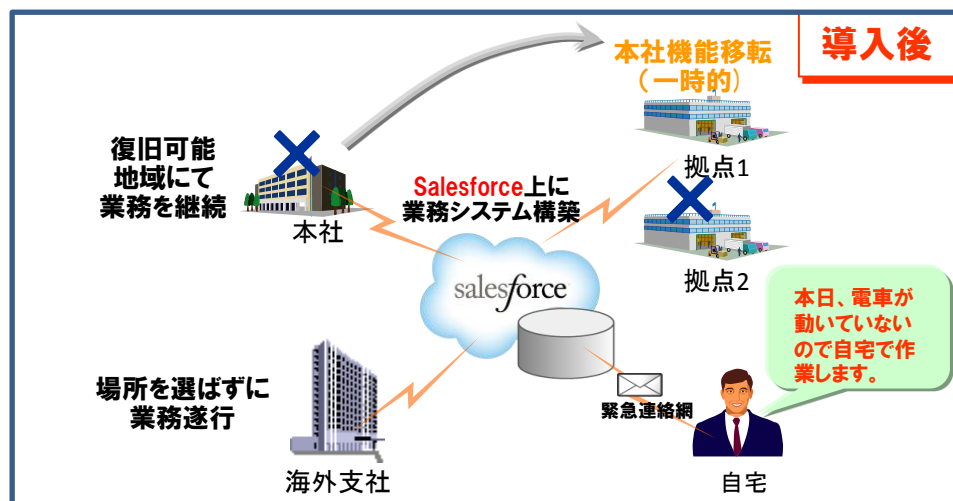 導入後
本社機能移転
（一時的）
復旧可能
地域にて
業務を継続
本社
拠点1
Salesforce上に
業務システム構築
拠点2
salesforce
本日、電車が
動いていない
ので自宅で作
業します。
場所を選ばずに
業務遂行
緊急連絡網
海外支社
自宅